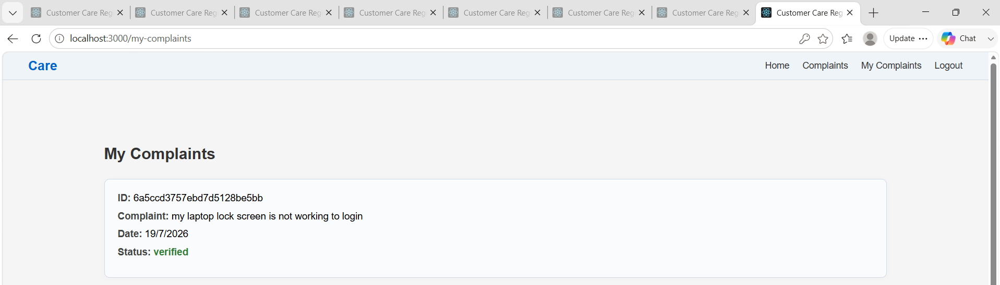 Customer Care Reg
Customer Care Reg
Customer Care Reg
Customer Care Reg
Customer Care Reg
Customer Care Reg
Customer Care Reg
Customer Care Reg
localhost:3000/my-complaints
Update
Chat
Care
Home Complaints My Complaints Logout
My Complaints
ID: 6a5ccd3757ebd7d5128be5bb
Complaint: my laptop lock screen is not working to login
Date: 19/7/2026
Status: verified